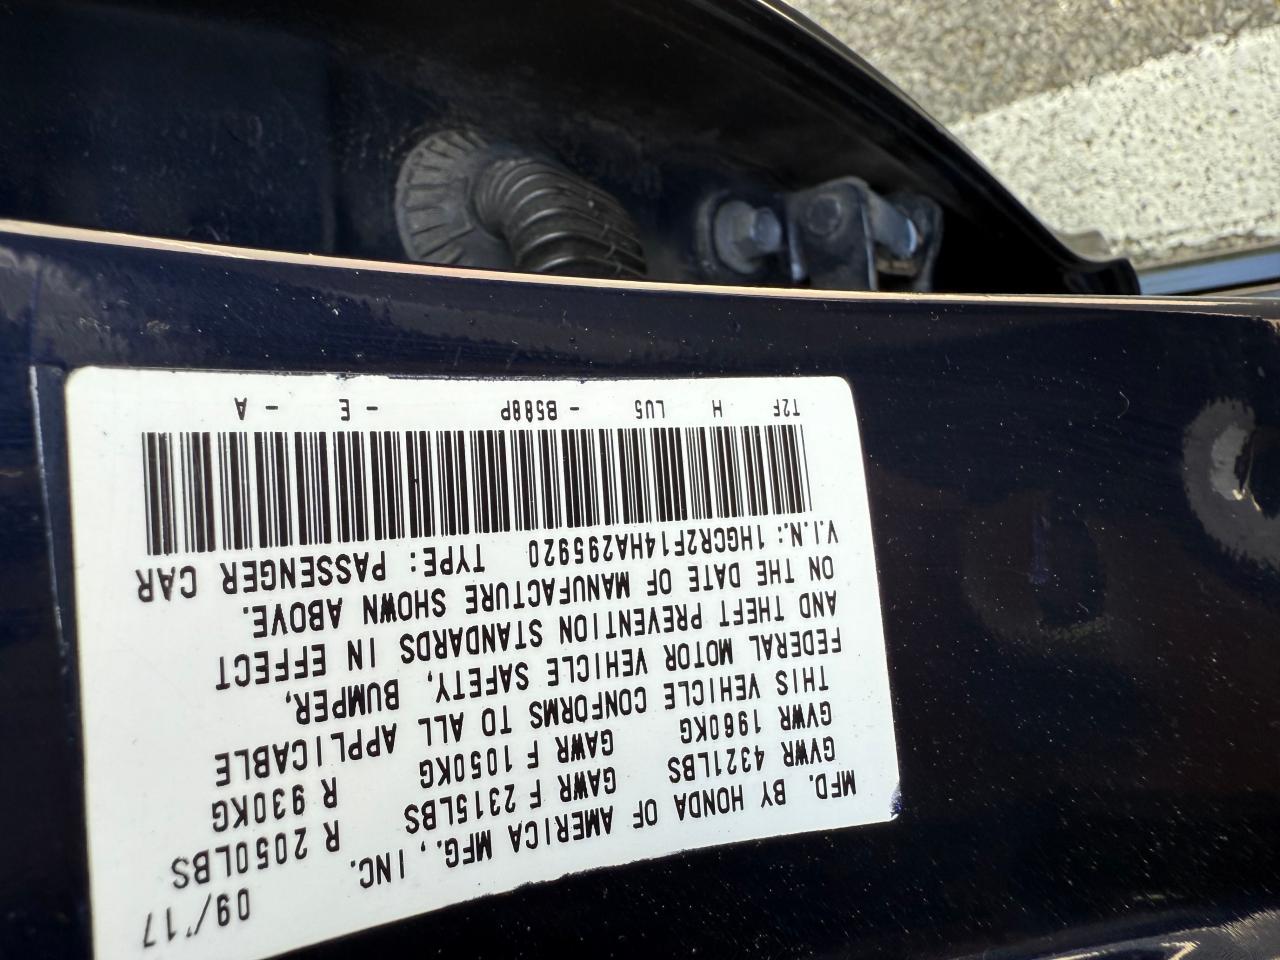 MFD. BY HONDA OF AMERICA MFG., INC. 09/'17
GVWR 4321LBS GAWR F 2315LBS R 2050LBS
GVWR 1960KG GAWR F 1050KG R 930KG
THIS VEHICLE CONFORMS TO ALL APPLICABLE
FEDERAL MOTOR VEHICLE SAFETY, BUMPER,
AND THEFT PREVENTION STANDARDS IN EFFECT
ON THE DATE OF MANUFACTURE SHOWN ABOVE.
V.I.N.: 1HGCR2F14HA295920 TYPE: PASSENGER CAR
T2F H LU5 - B588P - E - A